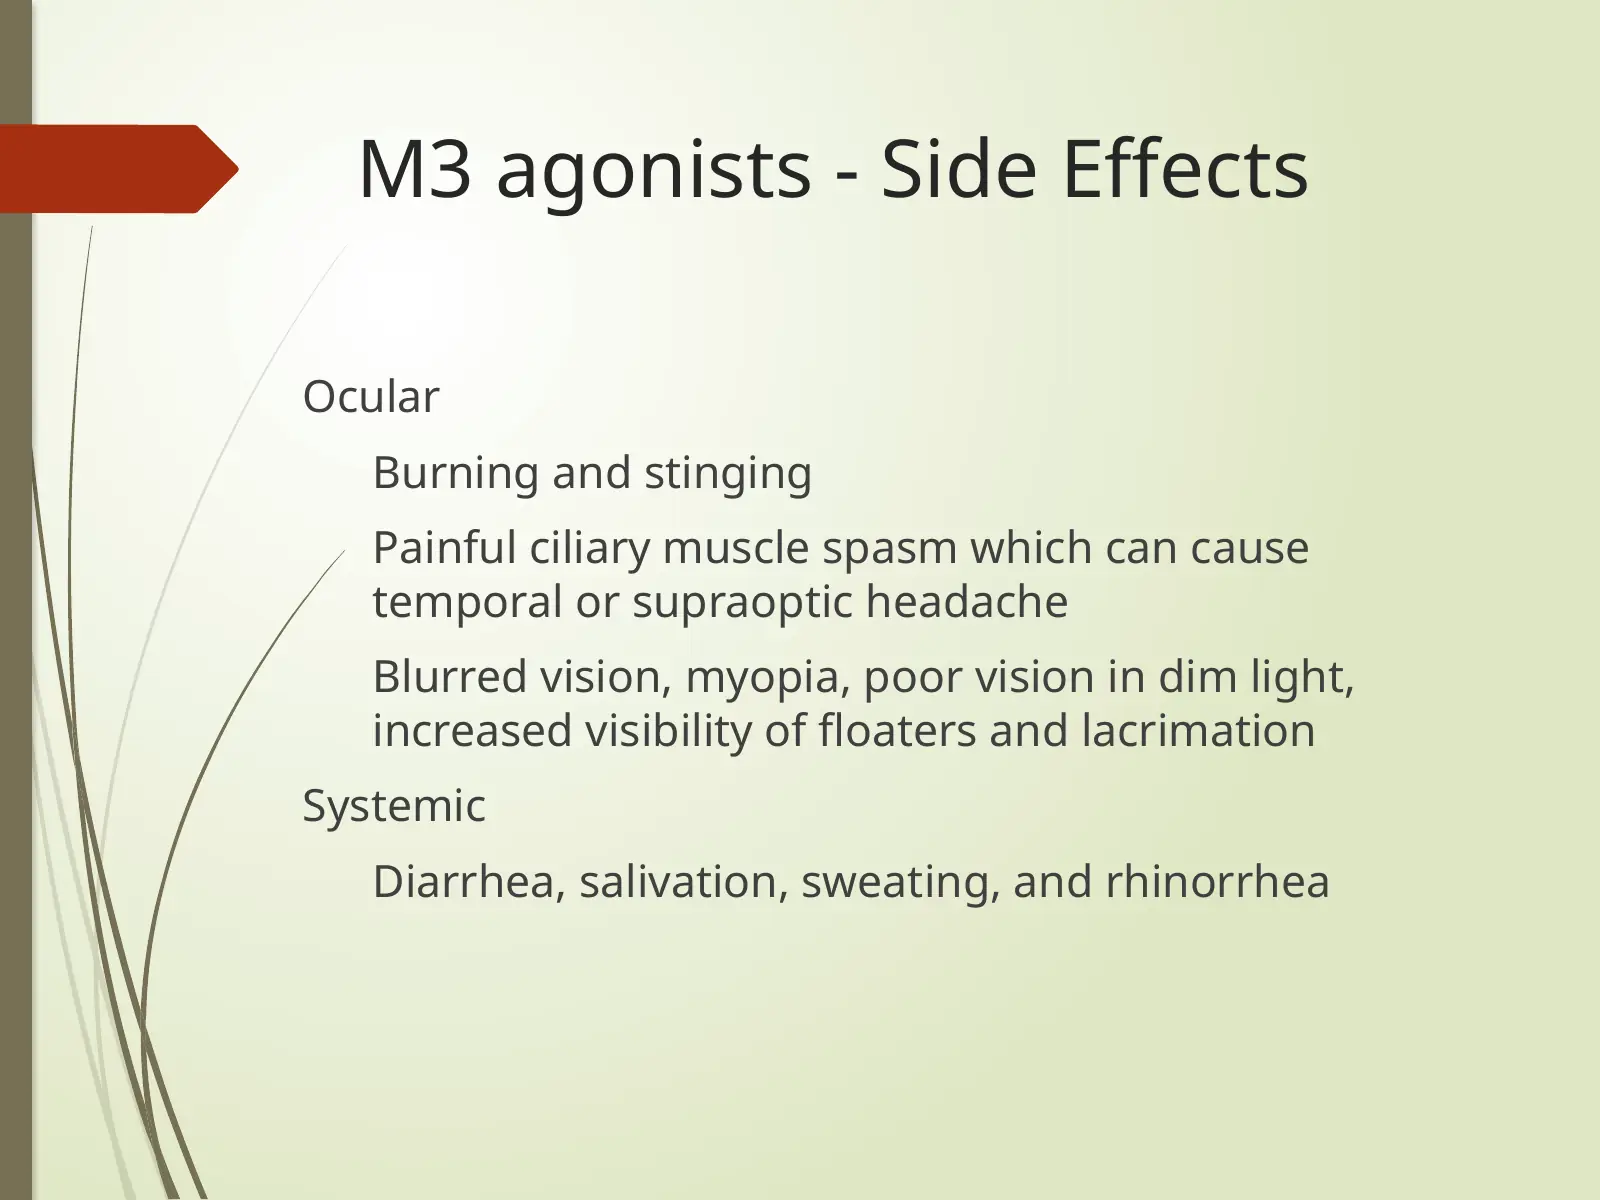 M3 agonists - Side Effects
Ocular
Burning and stinging
Painful ciliary muscle spasm which can cause
temporal or supraoptic headache
Blurred vision, myopia, poor vision in dim light,
increased visibility of floaters and lacrimation
Systemic
Diarrhea, salivation, sweating, and rhinorrhea